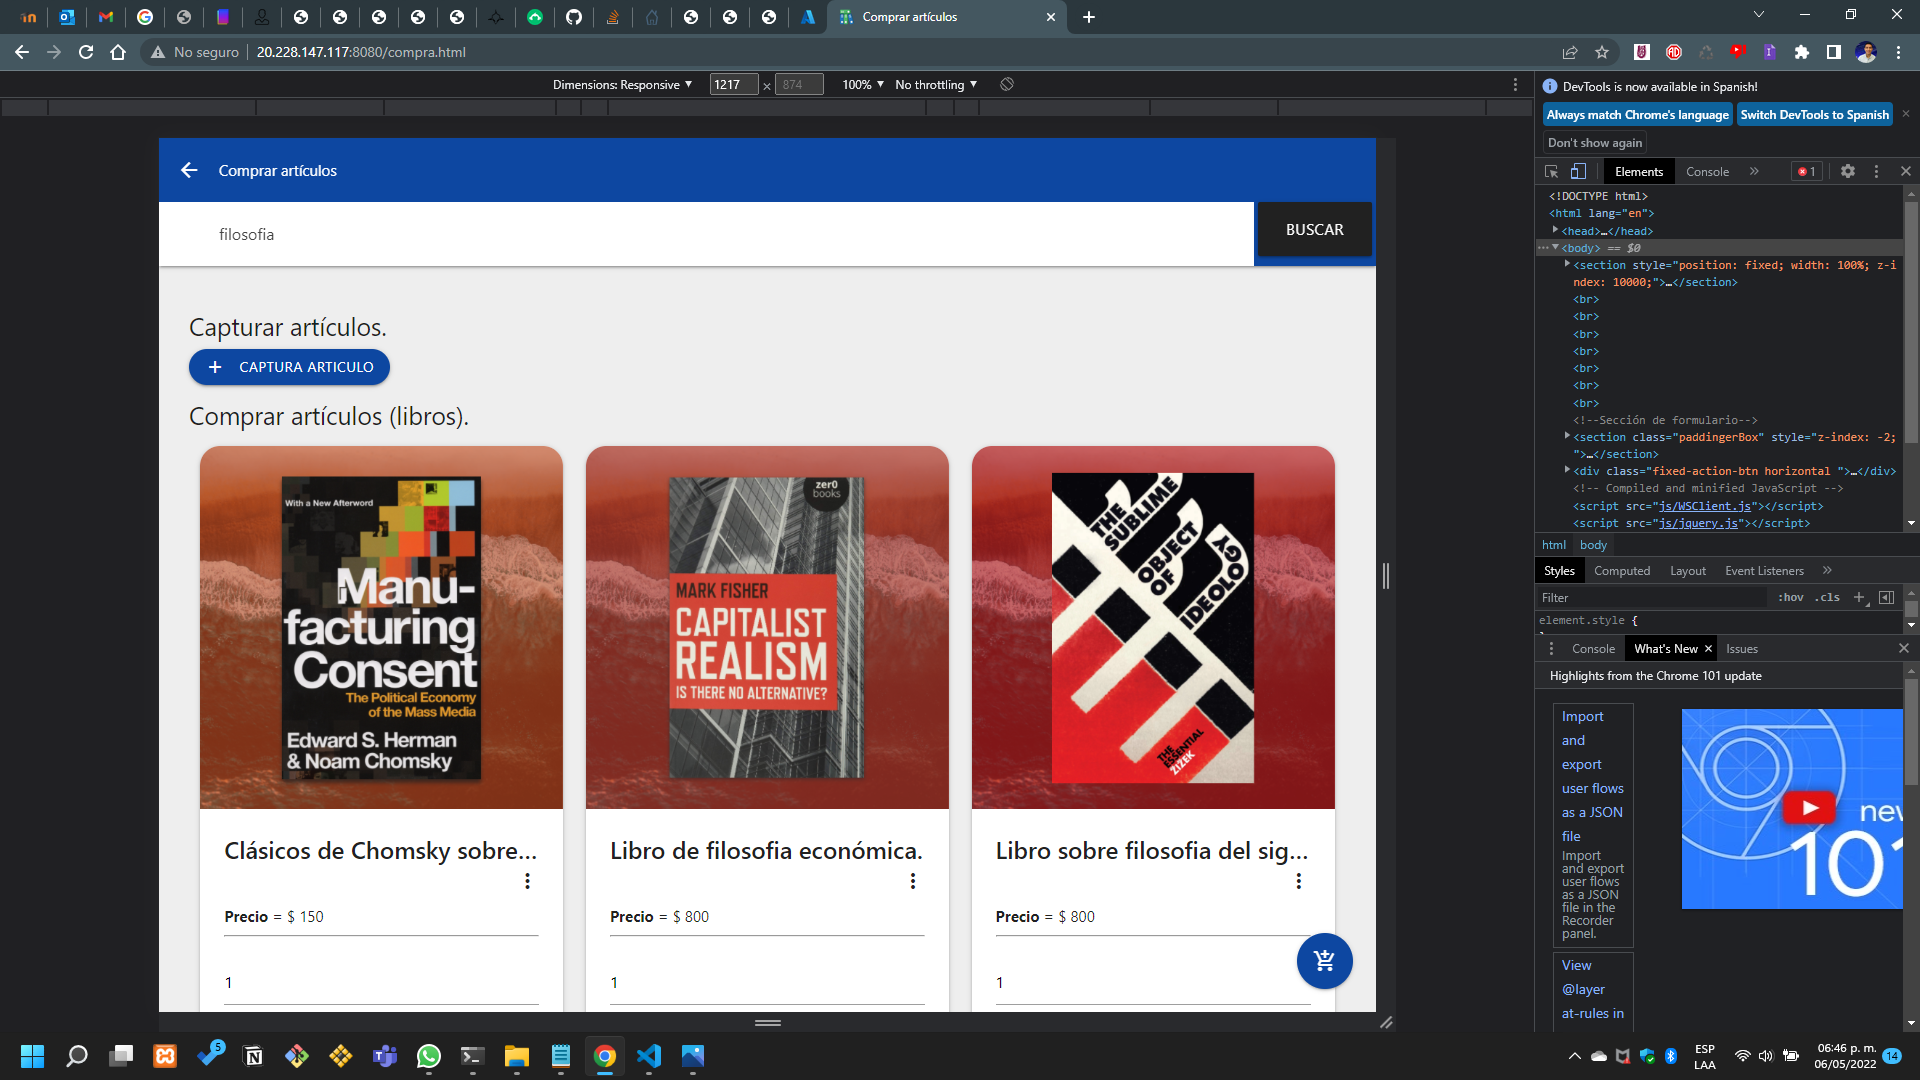 Comprar artículos
No seguro
20.228.147.117:8080/compra.html
Dimensions: Responsive
1217
×
874
100%
No throttling
DevTools is now available in Spanish!
Always match Chrome's language
Switch DevTools to Spanish
Don't show again
Elements
Console
1
<!DOCTYPE html>
<html lang="en">
<head>…</head>
<body> == $0
<section style="position: fixed; width: 100%; z-i
ndex: 10000;">…</section>
<br>
<br>
<br>
<br>
<br>
<br>
<br>
<!--Sección de formulario-->
<section class="paddingerBox" style="z-index: -2;
">…</section>
<div class="fixed-action-btn horizontal ">…</div>
<!-- Compiled and minified JavaScript -->
<script src="js/WSClient.js"></script>
<script src="js/jquery.js"></script>
html
body
Styles
Computed
Layout
Event Listeners
Filter
:hov
.cls
element.style {
Console
What's New
Issues
Highlights from the Chrome 101 update
Import
and
export
user flows
as a JSON
file
Import
and export
user flows
as a JSON
file in the
Recorder
panel.
View
@layer
at-rules in
new
101
Comprar artículos
filosofia
BUSCAR
Capturar artículos.
CAPTURA ARTICULO
Comprar artículos (libros).
With a New Afterword
Manu-
facturing
Consent
The Political Economy
of the Mass Media
Edward S. Herman
& Noam Chomsky
zer0
books
MARK FISHER
CAPITALIST
REALISM
IS THERE NO ALTERNATIVE?
THE
SUBLIME
OBJECT
OF
IDEOLOGY
THE
ESSENTIAL
ŽIŽEK
Clásicos de Chomsky sobre...
Precio = $ 150
1
Libro de filosofia económica.
Precio = $ 800
1
Libro sobre filosofia del sig...
Precio = $ 800
1
5
ESP
LAA
06:46 p. m.
06/05/2022
14